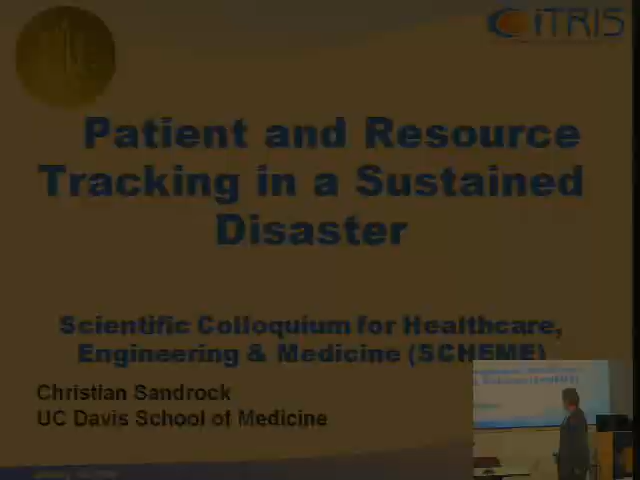 CiTRIS
Patient and Resource
Tracking in a Sustained
Disaster
Scientific Colloquium for Healthcare,
Engineering & Medicine (SCHEME)
Christian Sandrock
UC Davis School of Medicine